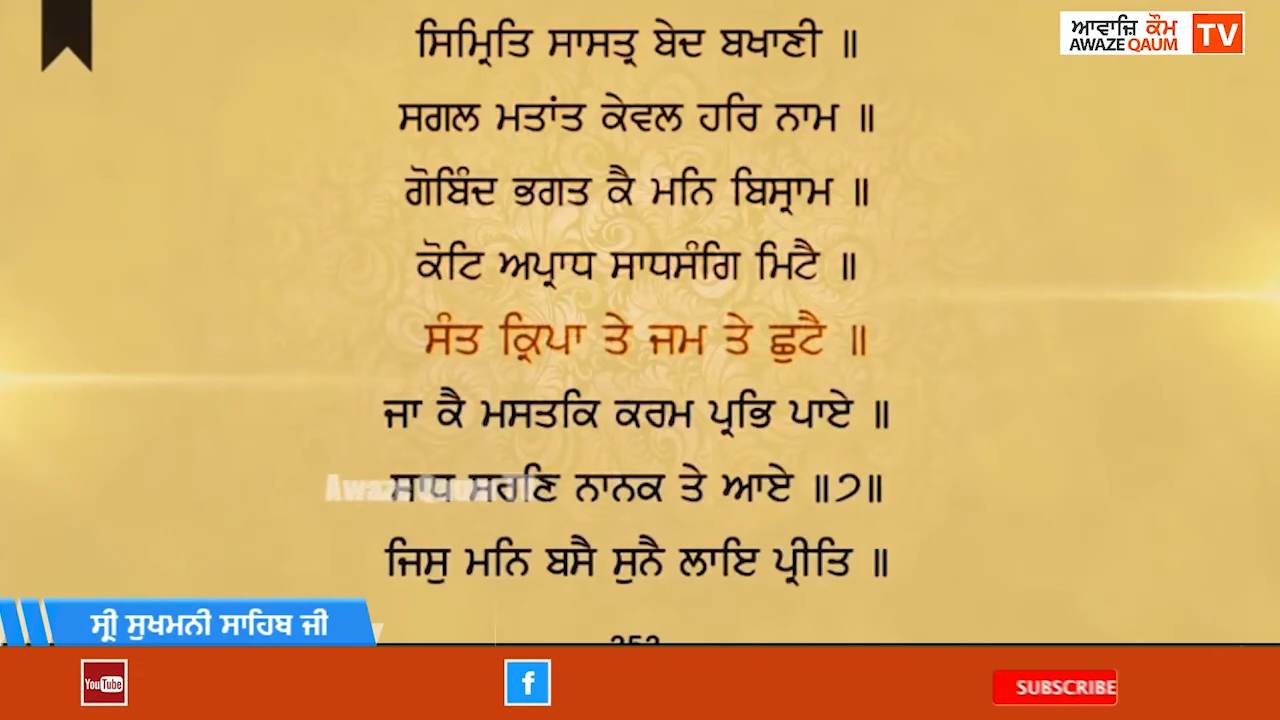 ਸਿਮ੍ਰਿਤਿ ਸਾਸਤ੍ਰ ਬੇਦ ਬਖਾਣੀ ॥
ਆਵਾਜ਼ਿ ਕੌਮ
AWAZE QAUM TV
ਸਗਲ ਮਤਾਂਤ ਕੇਵਲ ਹਰਿ ਨਾਮ ॥
ਗੋਬਿੰਦ ਭਗਤ ਕੈ ਮਨਿ ਬਿਸ੍ਰਾਮ ॥
ਕੋਟਿ ਅਪ੍ਰਾਧ ਸਾਧਸੰਗਿ ਮਿਟੈ ॥
ਸੰਤ ਕ੍ਰਿਪਾ ਤੇ ਜਮ ਤੇ ਛੁਟੈ ॥
ਜਾ ਕੈ ਮਸਤਕਿ ਕਰਮ ਪ੍ਰਭਿ ਪਾਏ ॥
ਸਾਧ ਸਰਣਿ ਨਾਨਕ ਤੇ ਆਏ ॥੭॥
ਜਿਸੁ ਮਨਿ ਬਸੈ ਸੁਨੈ ਲਾਇ ਪ੍ਰੀਤਿ ॥
ਸ੍ਰੀ ਸੁਖਮਨੀ ਸਾਹਿਬ ਜੀ
YouTube
f
SUBSCRIBE